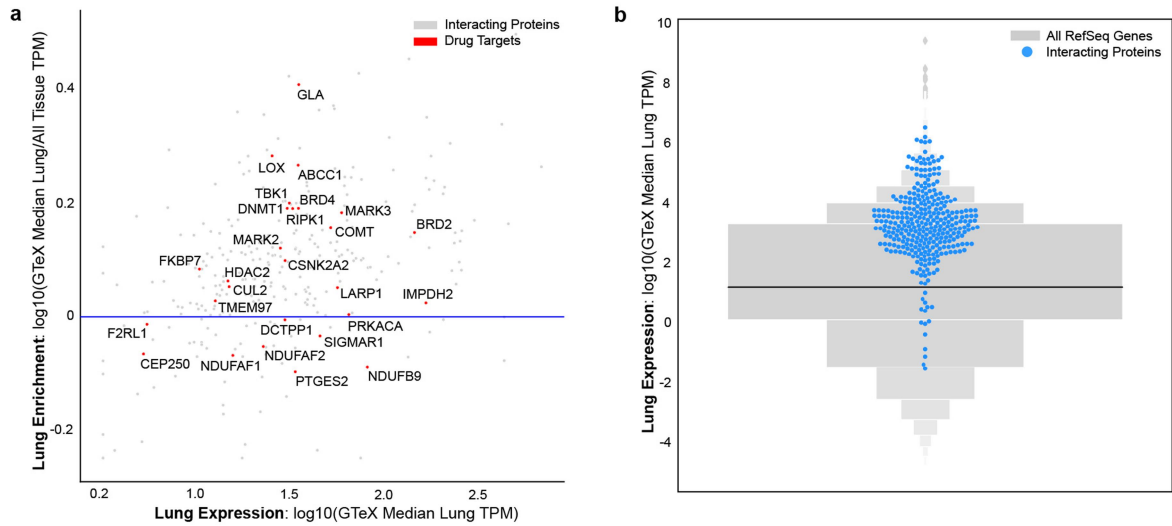 a
Interacting Proteins
Drug Targets
Lung Enrichment: log10(GTeX Median Lung/All Tissue TPM)
0.4
0.2
0
-0.2
GLA
LOX
ABCC1
TBK1
BRD4
DNMT1
RIPK1
MARK3
COMT
BRD2
MARK2
FKBP7
CSNK2A2
HDAC2
CUL2
LARP1
IMPDH2
TMEM97
F2RL1
DCTPP1
PRKACA
SIGMAR1
CEP250
NDUFAF1
NDUFAF2
PTGES2
NDUFB9
0.2 1.0 1.5 2.0 2.5
Lung Expression: log10(GTeX Median Lung TPM)
b
All RefSeq Genes
Interacting Proteins
Lung Expression: log10(GTeX Median Lung TPM)
10
8
6
4
2
0
-2
-4